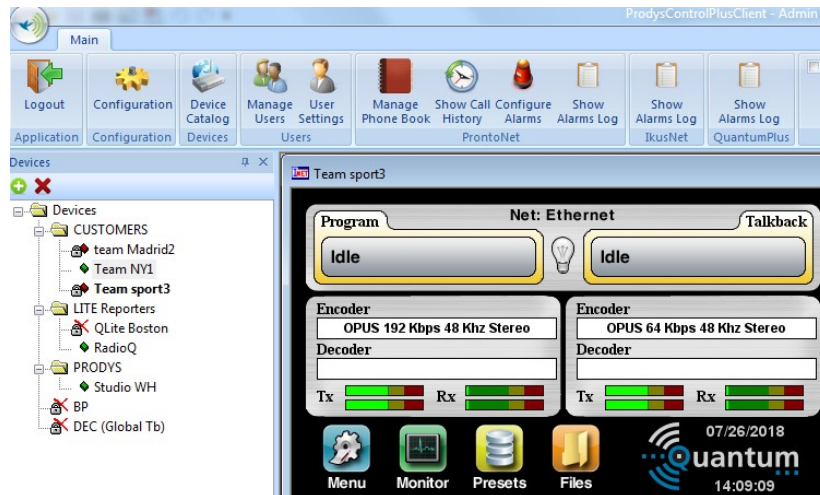 ProdysControlPlusClient - Admin
Main
Logout
Configuration
Device Catalog
Manage Users
User Settings
Manage Phone Book
Show Call History
Configure Alarms
Show Alarms Log
Show Alarms Log
Show Alarms Log
Application
Configuration
Devices
Users
ProntoNet
IkusNet
QuantumPlus
Devices
Devices
CUSTOMERS
team Madrid2
Team NY1
Team sport3
LITE Reporters
QLite Boston
RadioQ
PRODYS
Studio WH
BP
DEC (Global Tb)
Team sport3
Program
Net: Ethernet
Talkback
Idle
Idle
Encoder
OPUS 192 Kbps 48 Khz Stereo
Decoder
Tx
Rx
Encoder
OPUS 64 Kbps 48 Khz Stereo
Decoder
Tx
Rx
Menu
Monitor
Presets
Files
07/26/2018
Quantum
14:09:09